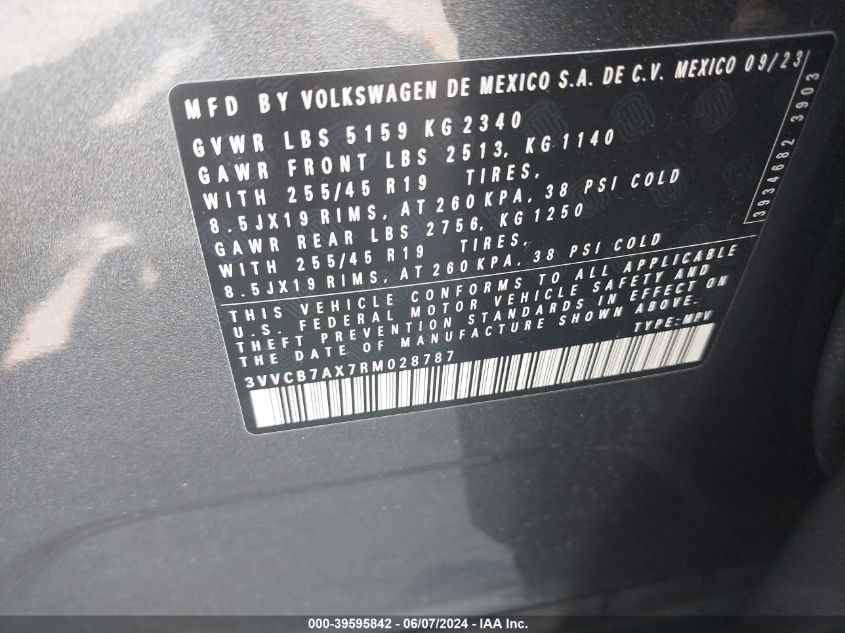 MFD BY VOLKSWAGEN DE MEXICO S.A. DE C.V. MEXICO 09/23
GVWR LBS 5159 KG 2340
GAWR FRONT LBS 2513, KG 1140
WITH 255/45 R19 TIRES,
8.5JX19 RIMS, AT 260 KPA, 38 PSI COLD
GAWR REAR LBS 2756, KG 1250
WITH 255/45 R19 TIRES,
8.5JX19 RIMS, AT 260 KPA, 38 PSI COLD
THIS VEHICLE CONFORMS TO ALL APPLICABLE
U.S. FEDERAL MOTOR VEHICLE SAFETY AND
THEFT PREVENTION STANDARDS IN EFFECT ON
THE DATE OF MANUFACTURE SHOWN ABOVE.
TYPE:MPV
3VVCB7AX7RM028787
3934682 3903
000-39595842 - 06/07/2024 - IAA Inc.